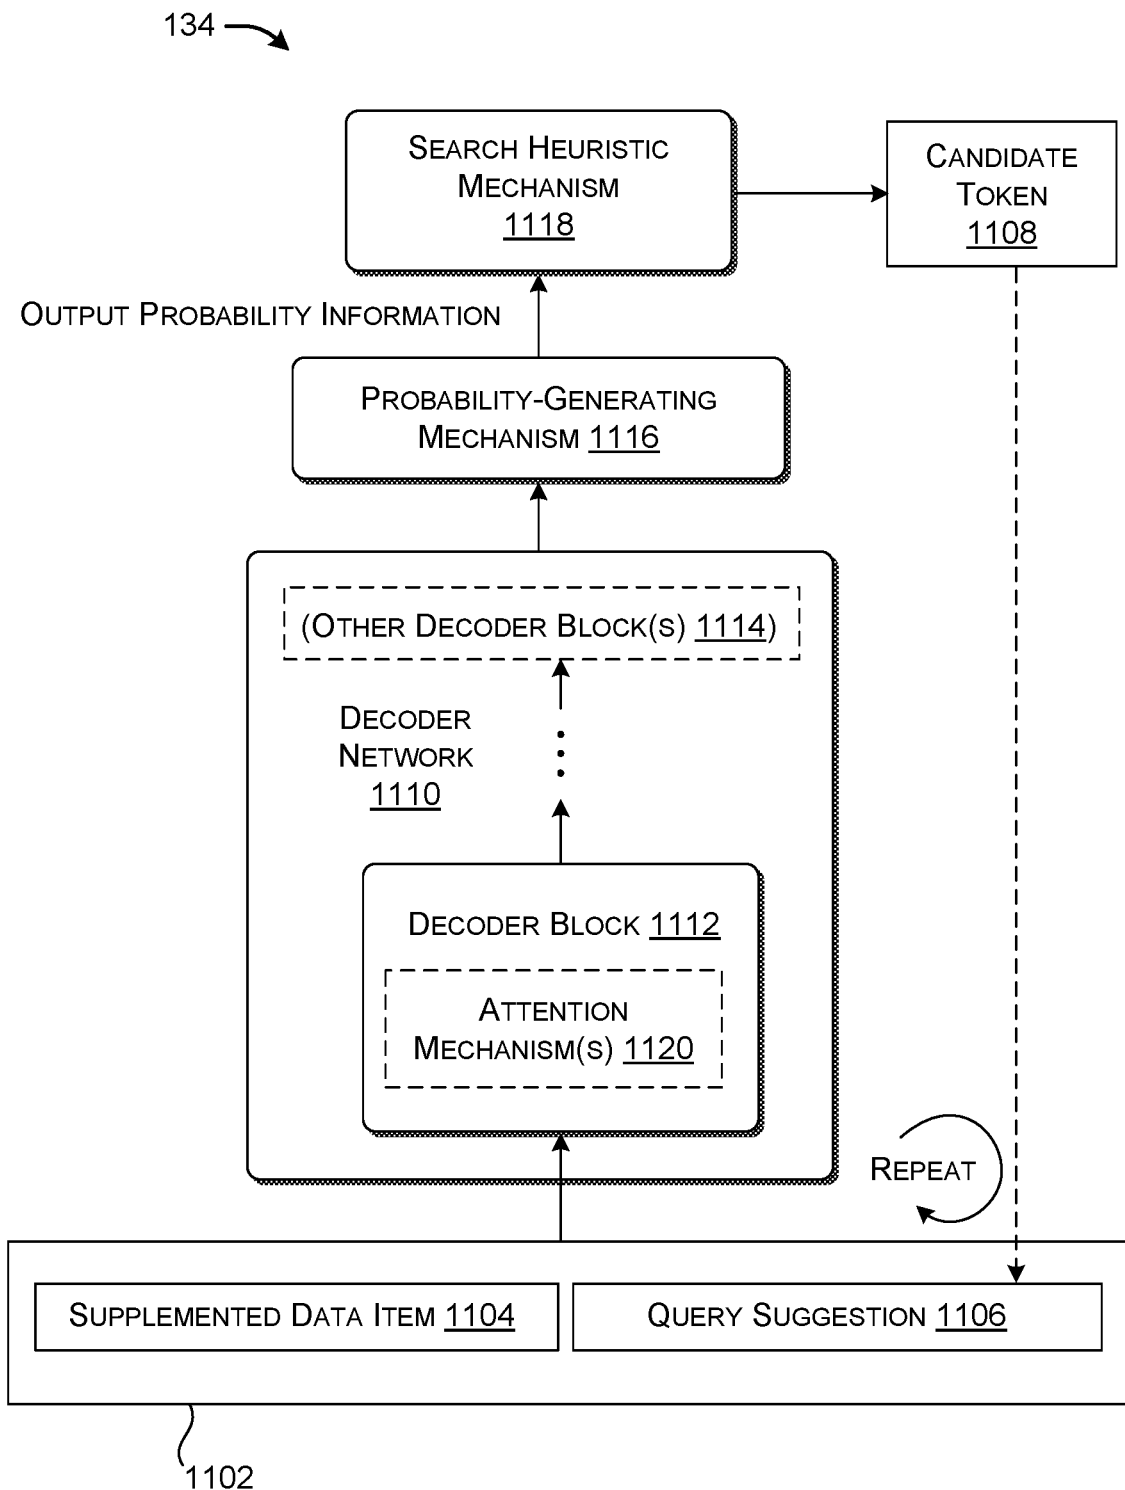 134
SEARCH HEURISTIC
MECHANISM
1118
CANDIDATE
TOKEN
1108
OUTPUT PROBABILITY INFORMATION
PROBABILITY-GENERATING
MECHANISM 1116
(OTHER DECODER BLOCK(S) 1114)
DECODER
NETWORK
1110
DECODER BLOCK 1112
ATTENTION
MECHANISM(S) 1120
REPEAT
SUPPLEMENTED DATA ITEM 1104
QUERY SUGGESTION 1106
1102